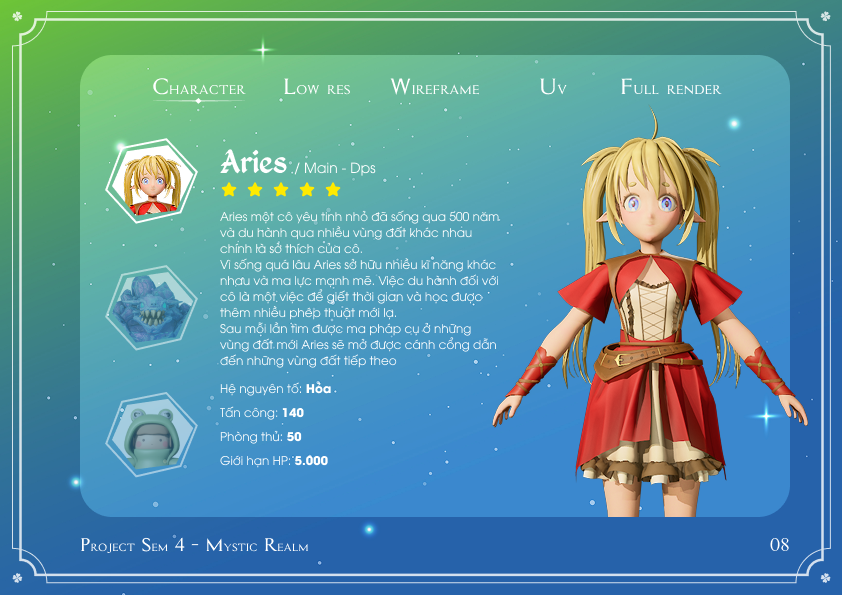 Character Low res Wireframe Uv Full render
Aries / Main - Dps
Aries một cô yêu tinh nhỏ đã sống qua 500 năm
và du hành qua nhiều vùng đất khác nhau
chính là sở thích của cô.
Vì sống quá lâu Aries sở hữu nhiều kĩ năng khác
nhau và ma lực mạnh mẽ. Việc du hành đối với
cô là một việc để giết thời gian và học được
thêm nhiều phép thuật mới lạ.
Sau mỗi lần tìm được ma pháp cụ ở những
vùng đất mới Aries sẽ mở được cánh cổng dẫn
đến những vùng đất tiếp theo
Hệ nguyên tố: Hỏa
Tấn công: 140
Phòng thủ: 50
Giới hạn HP: 5.000
Project Sem 4 - Mystic Realm
08